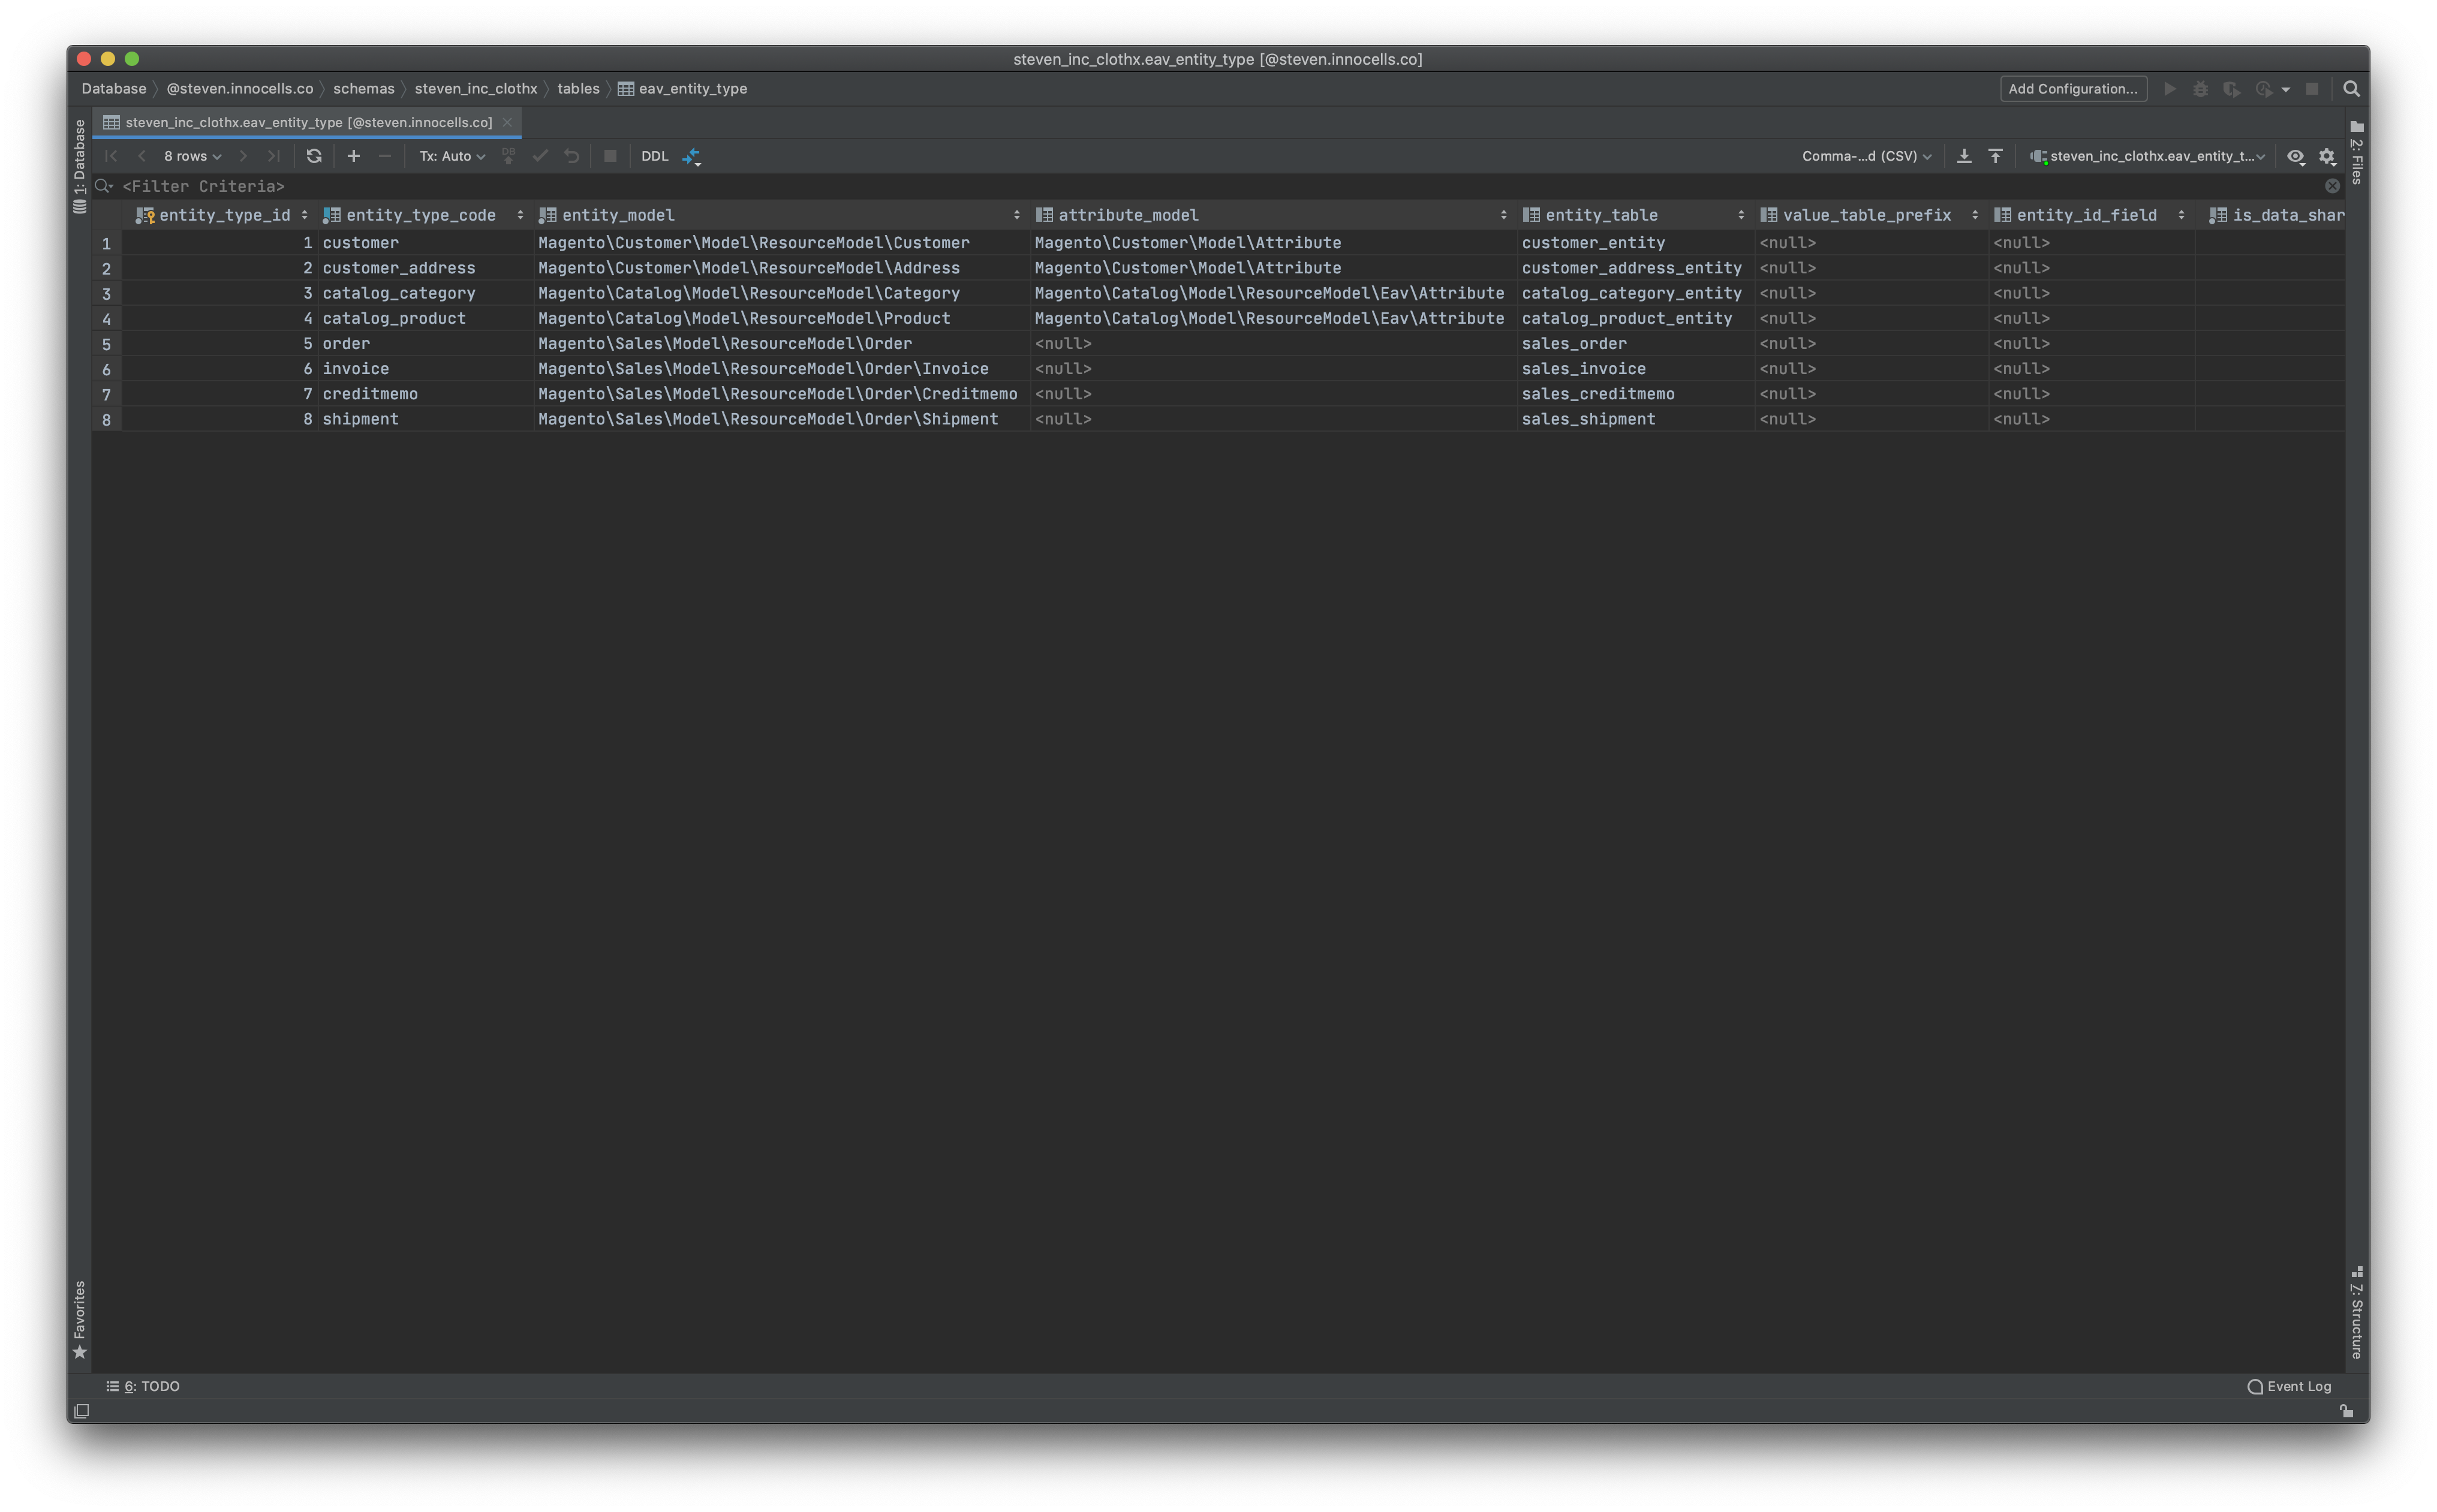 steven_inc_clothx.eav_entity_type [@steven.innocells.co]
Database @steven.innocells.co schemas steven_inc_clothx tables eav_entity_type Add Configuration...
steven_inc_clothx.eav_entity_type [@steven.innocells.co]
8 rows Tx: Auto DB DDL Comma-...d (CSV) steven_inc_clothx.eav_entity_t...
<Filter Criteria>
entity_type_id entity_type_code entity_model attribute_model entity_table value_table_prefix entity_id_field is_data_shar
1 1 customer Magento\Customer\Model\ResourceModel\Customer Magento\Customer\Model\Attribute customer_entity <null> <null>
2 2 customer_address Magento\Customer\Model\ResourceModel\Address Magento\Customer\Model\Attribute customer_address_entity <null> <null>
3 3 catalog_category Magento\Catalog\Model\ResourceModel\Category Magento\Catalog\Model\ResourceModel\Eav\Attribute catalog_category_entity <null> <null>
4 4 catalog_product Magento\Catalog\Model\ResourceModel\Product Magento\Catalog\Model\ResourceModel\Eav\Attribute catalog_product_entity <null> <null>
5 5 order Magento\Sales\Model\ResourceModel\Order <null> sales_order <null> <null>
6 6 invoice Magento\Sales\Model\ResourceModel\Order\Invoice <null> sales_invoice <null> <null>
7 7 creditmemo Magento\Sales\Model\ResourceModel\Order\Creditmemo <null> sales_creditmemo <null> <null>
8 8 shipment Magento\Sales\Model\ResourceModel\Order\Shipment <null> sales_shipment <null> <null>
1: Database
Favorites
2: Files
7: Structure
6: TODO Event Log